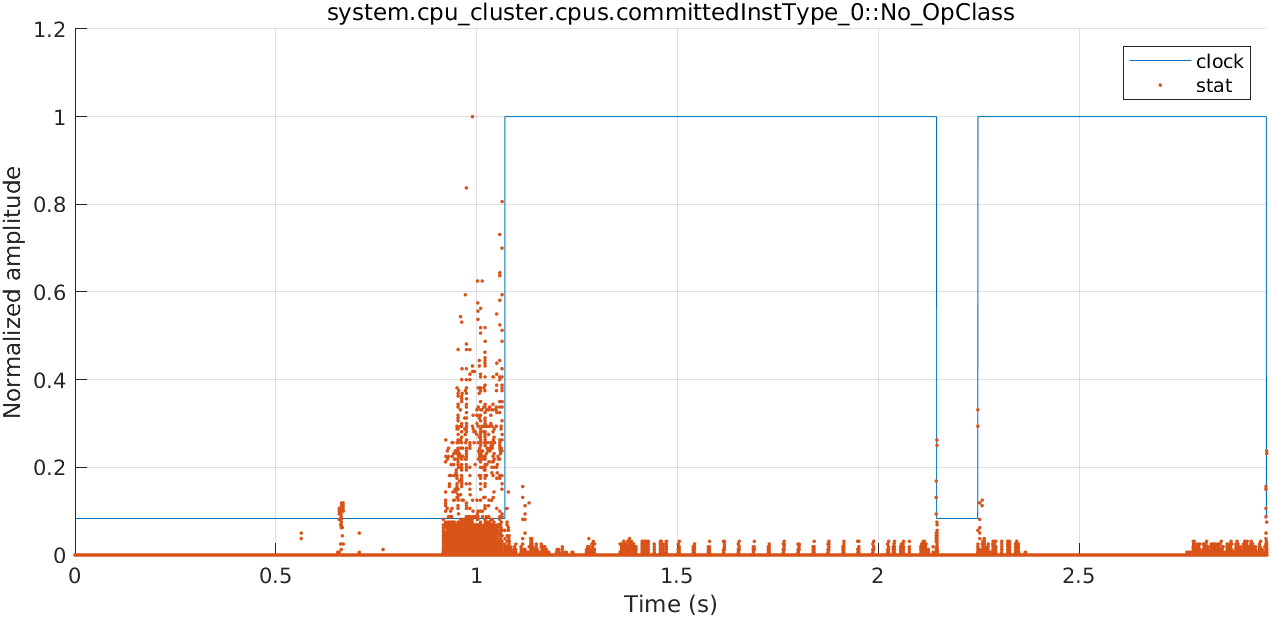 system.cpu_cluster.cpus.committedInstType_0::No_OpClass
1.2
1
0.8
0.6
0.4
0.2
0
Normalized amplitude
clock
stat
0 0.5 1 1.5 2 2.5
Time (s)